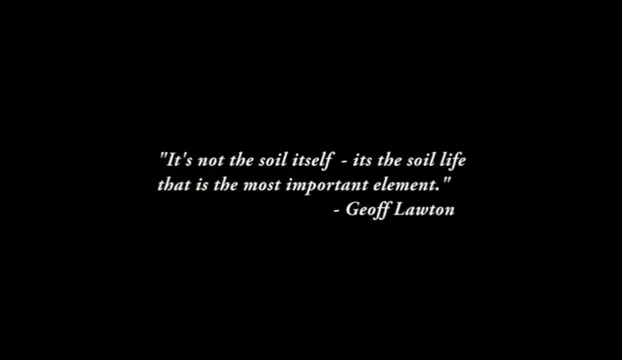 "It's not the soil itself - its the soil life
that is the most important element."
- Geoff Lawton